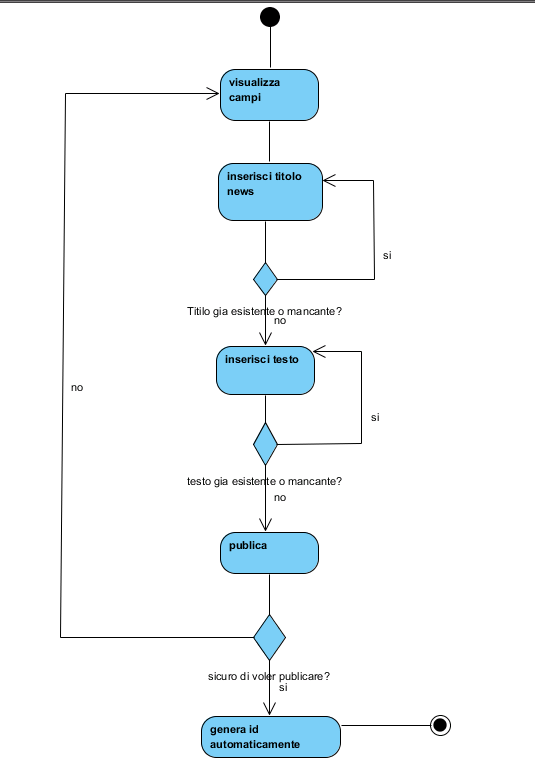 visualizza
campi
inserisci titolo
news
si
Titilo gia esistente o mancante?
no
inserisci testo
no
si
testo gia esistente o mancante?
no
publica
sicuro di voler publicare?
si
genera id
automaticamente